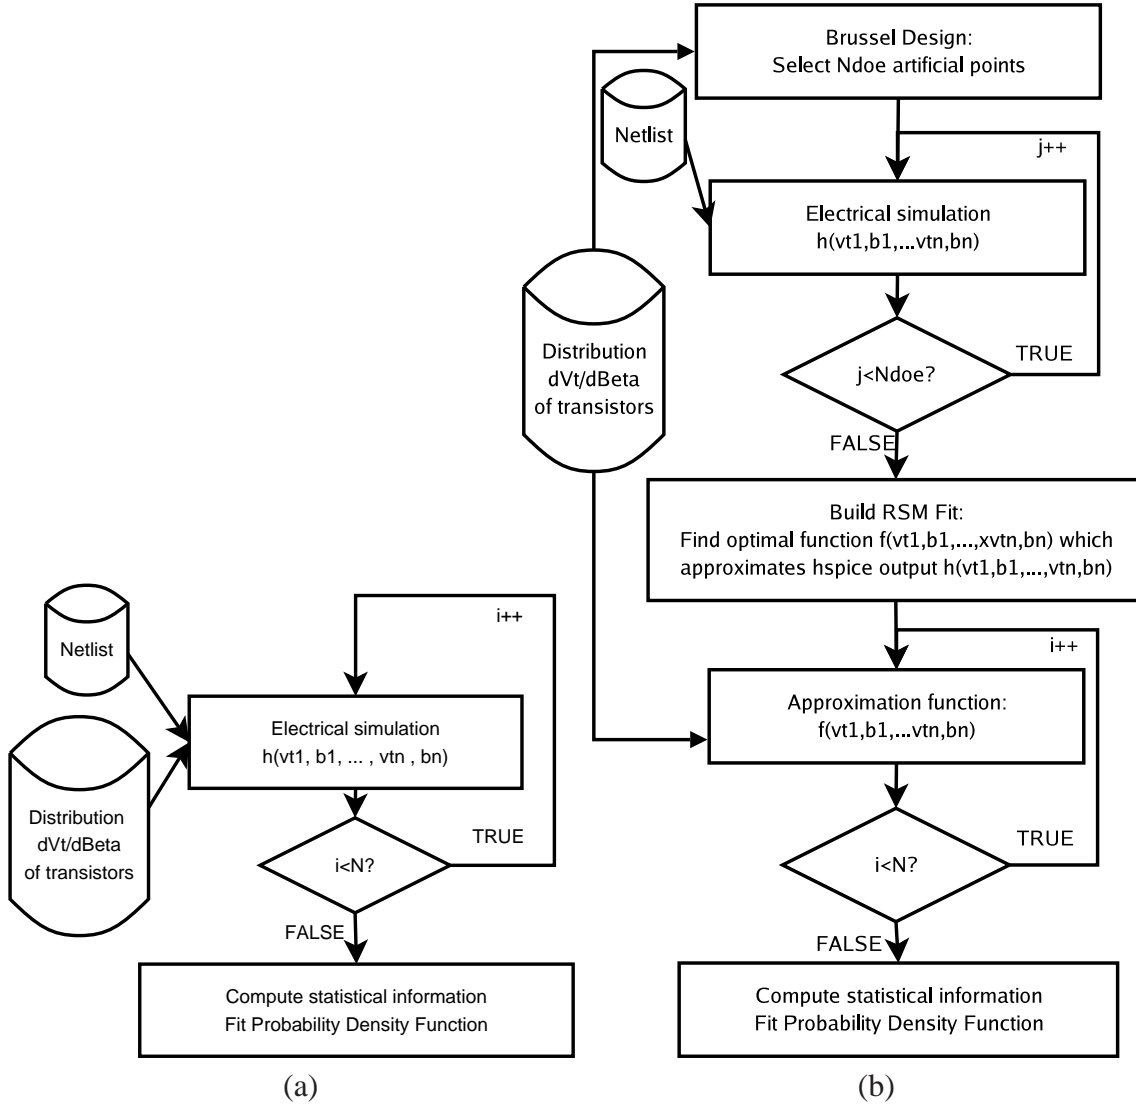 Netlist
Distribution
dVt/dBeta
of transistors
i++
Electrical simulation
h(vt1, b1, ... , vtn , bn)
i<N?
TRUE
FALSE
Compute statistical information
Fit Probability Density Function
(a)
Brussel Design:
Select Ndoe artificial points
Netlist
j++
Electrical simulation
h(vt1,b1,...vtn,bn)
Distribution
dVt/dBeta
of transistors
j<Ndoe?
TRUE
FALSE
Build RSM Fit:
Find optimal function f(vt1,b1,...,xvtn,bn) which
approximates hspice output h(vt1,b1,...,vtn,bn)
i++
Approximation function:
f(vt1,b1,...vtn,bn)
i<N?
TRUE
FALSE
Compute statistical information
Fit Probability Density Function
(b)